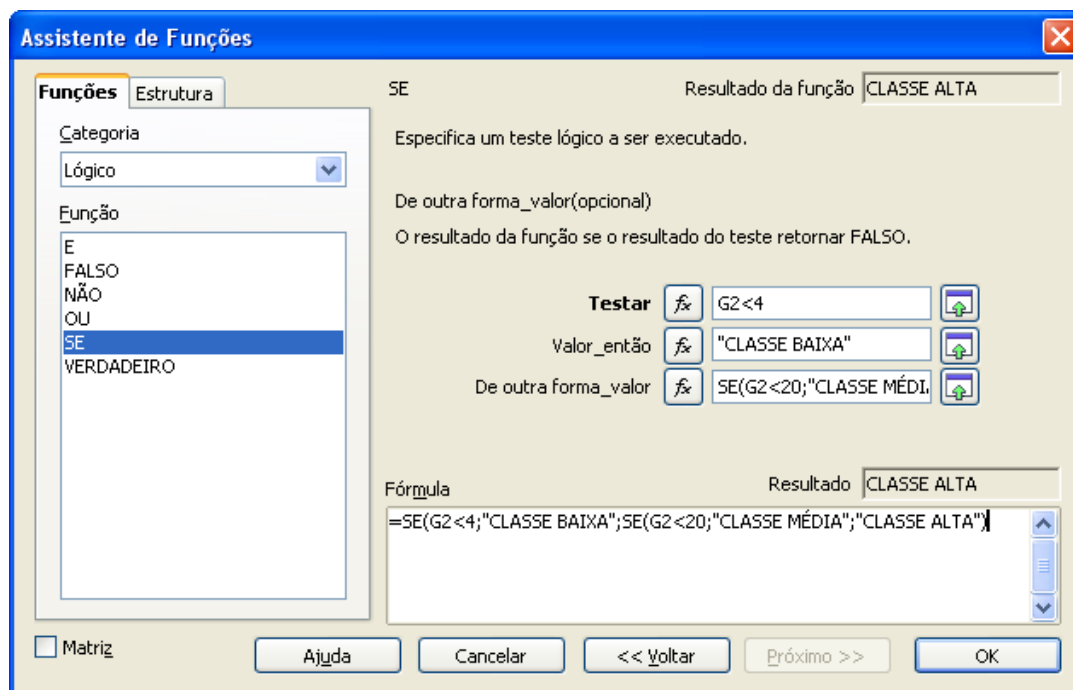 Assistente de Funções
Funções
Estrutura
Categoria
Lógico
Função
E
FALSO
NÃO
OU
SE
VERDADEIRO
Matriz
SE
Resultado da função
CLASSE ALTA
Especifica um teste lógico a ser executado.
De outra forma_valor(opcional)
O resultado da função se o resultado do teste retornar FALSO.
Testar
fx
G2<4
Valor_então
fx
"CLASSE BAIXA"
De outra forma_valor
fx
SE(G2<20;"CLASSE MÉDI
Fórmula
Resultado
CLASSE ALTA
=SE(G2<4;"CLASSE BAIXA";SE(G2<20;"CLASSE MÉDIA";"CLASSE ALTA")
Ajuda
Cancelar
<< Voltar
Próximo >>
OK